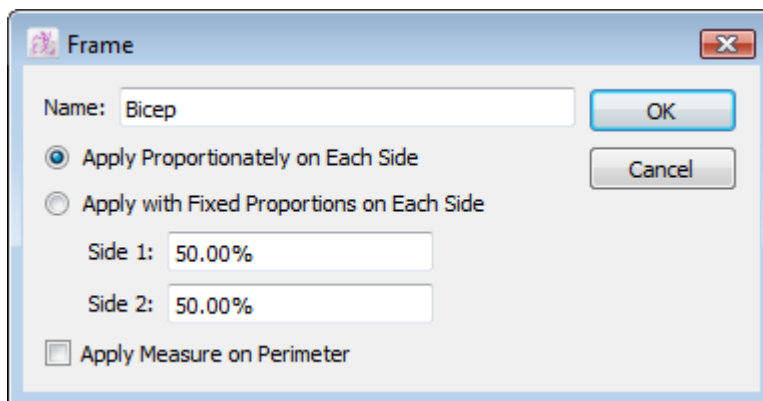 Frame
Name: Bicep OK
Apply Proportionately on Each Side Cancel
Apply with Fixed Proportions on Each Side
Side 1: 50.00%
Side 2: 50.00%
Apply Measure on Perimeter